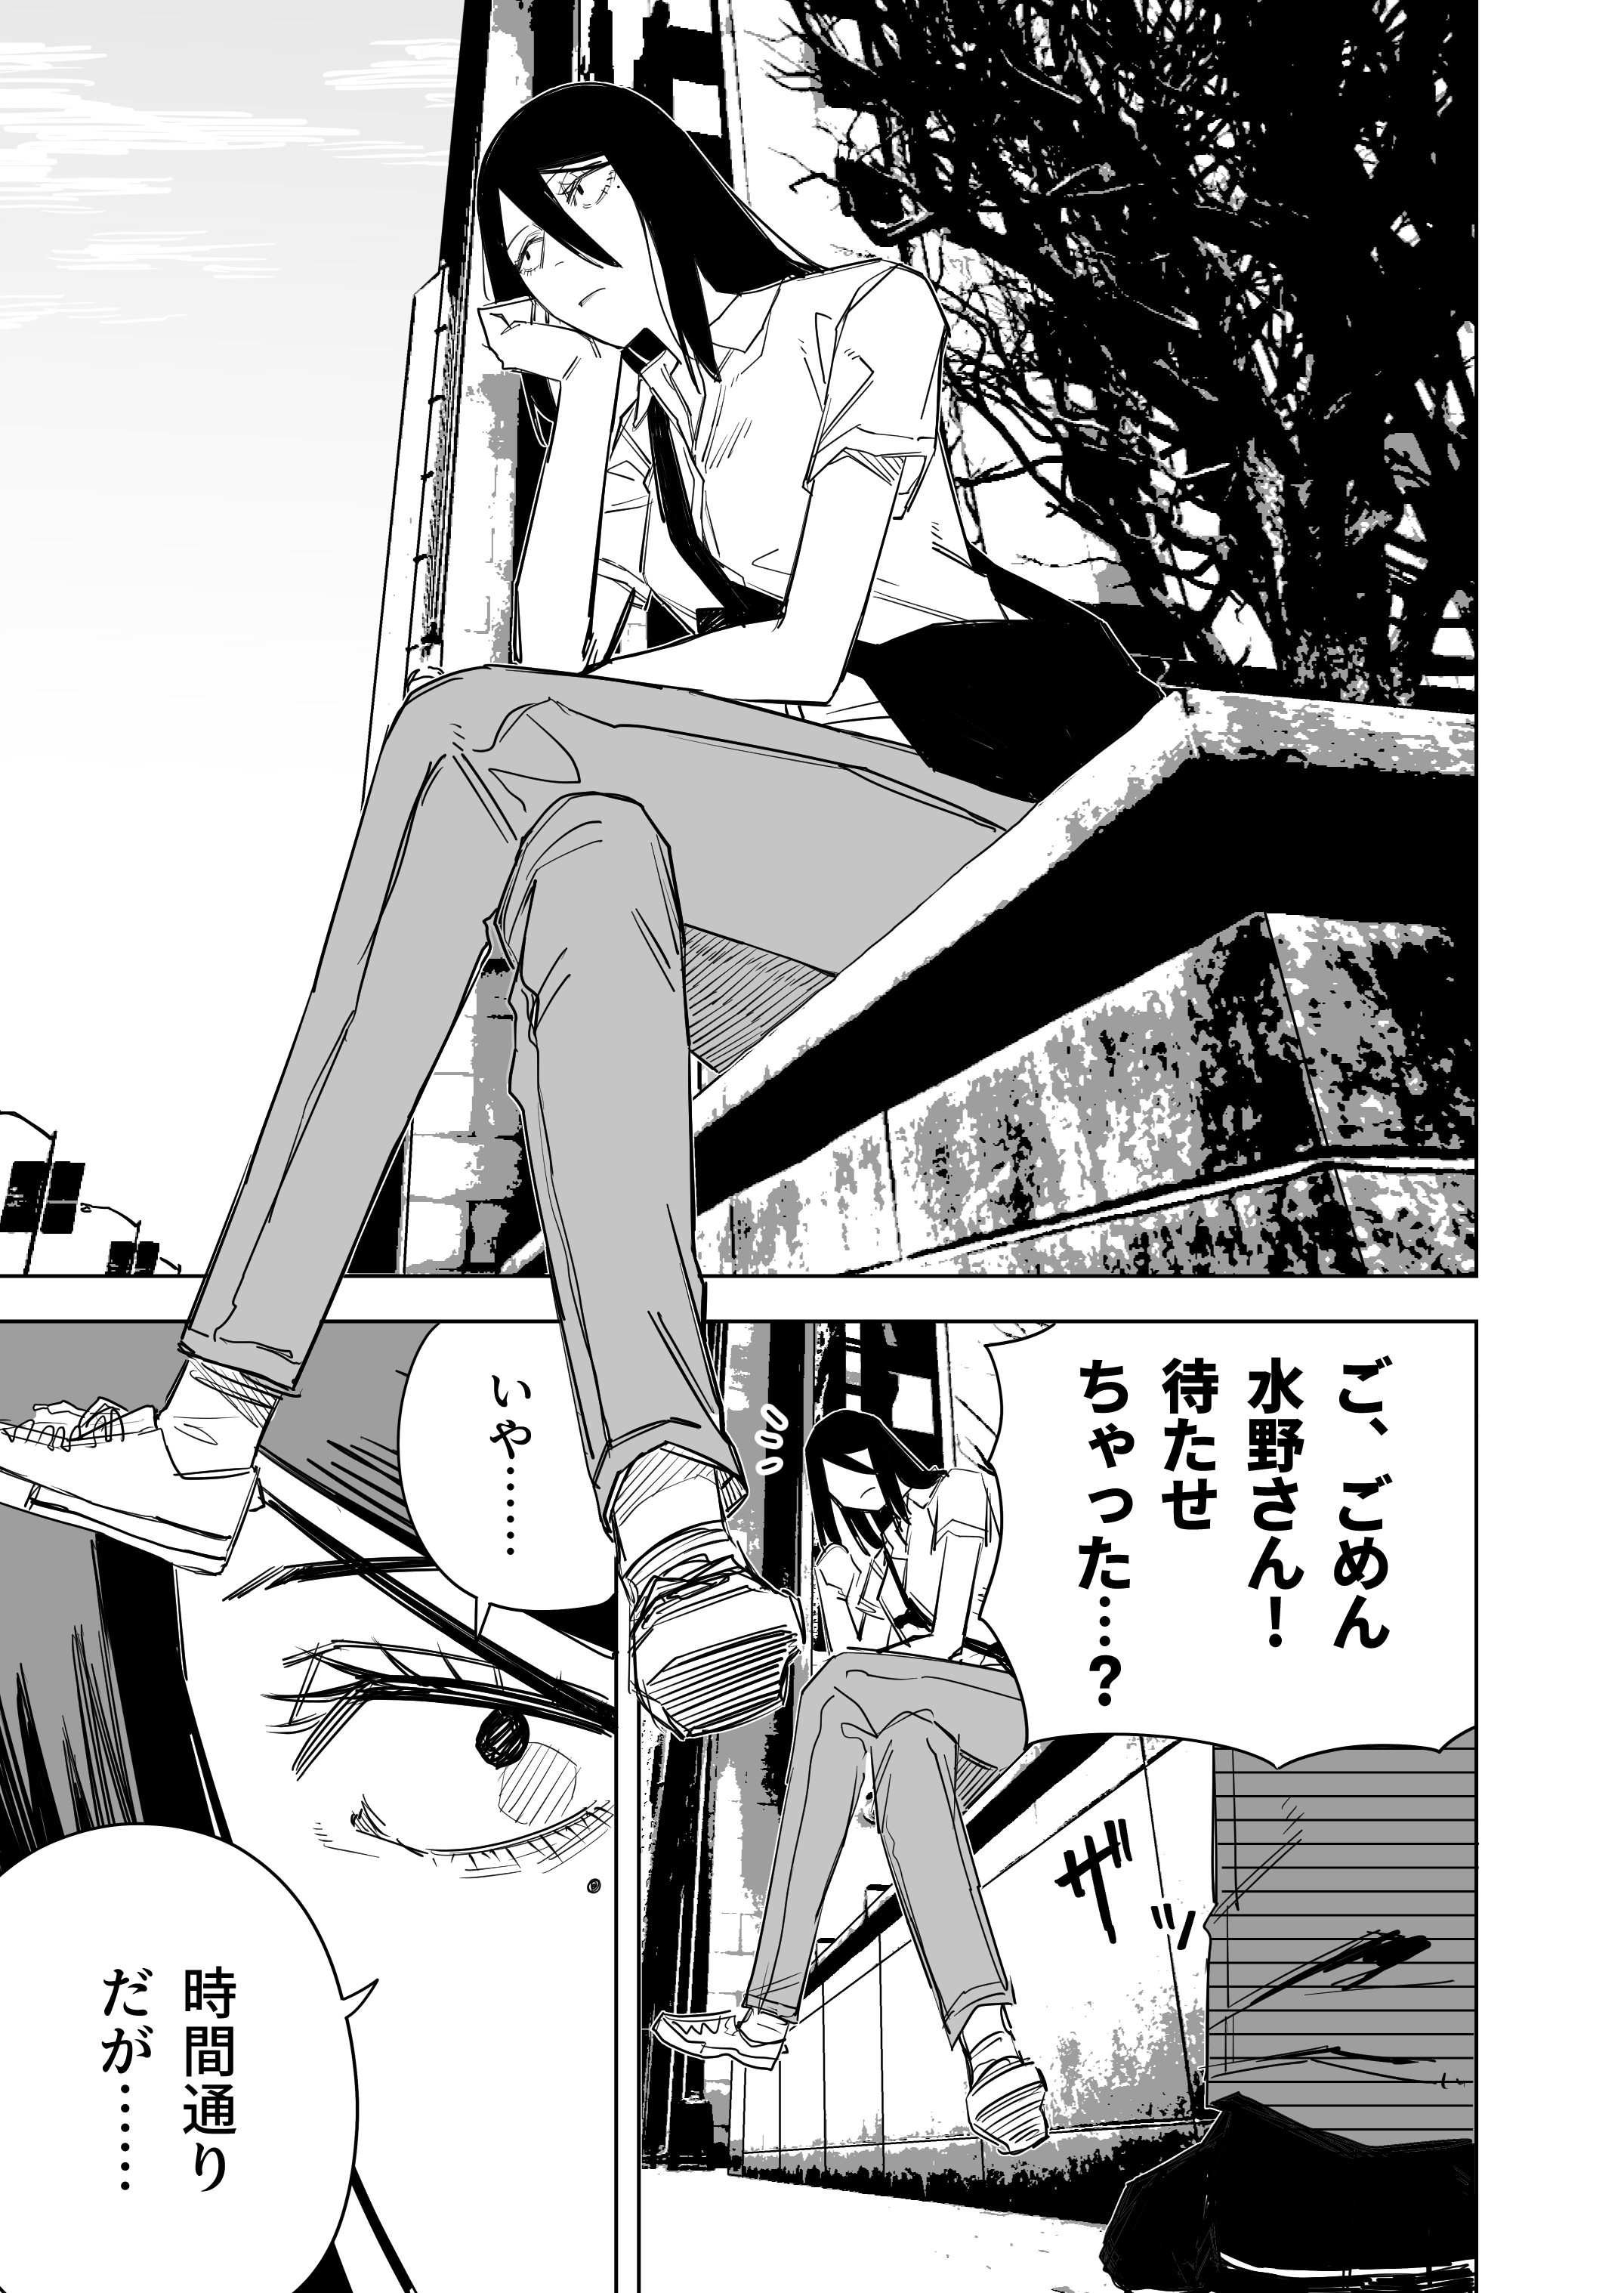 ご、ごめん
水野さん！
待たせ
ちゃった…？
ザッ
いや……
時間通り
だが……